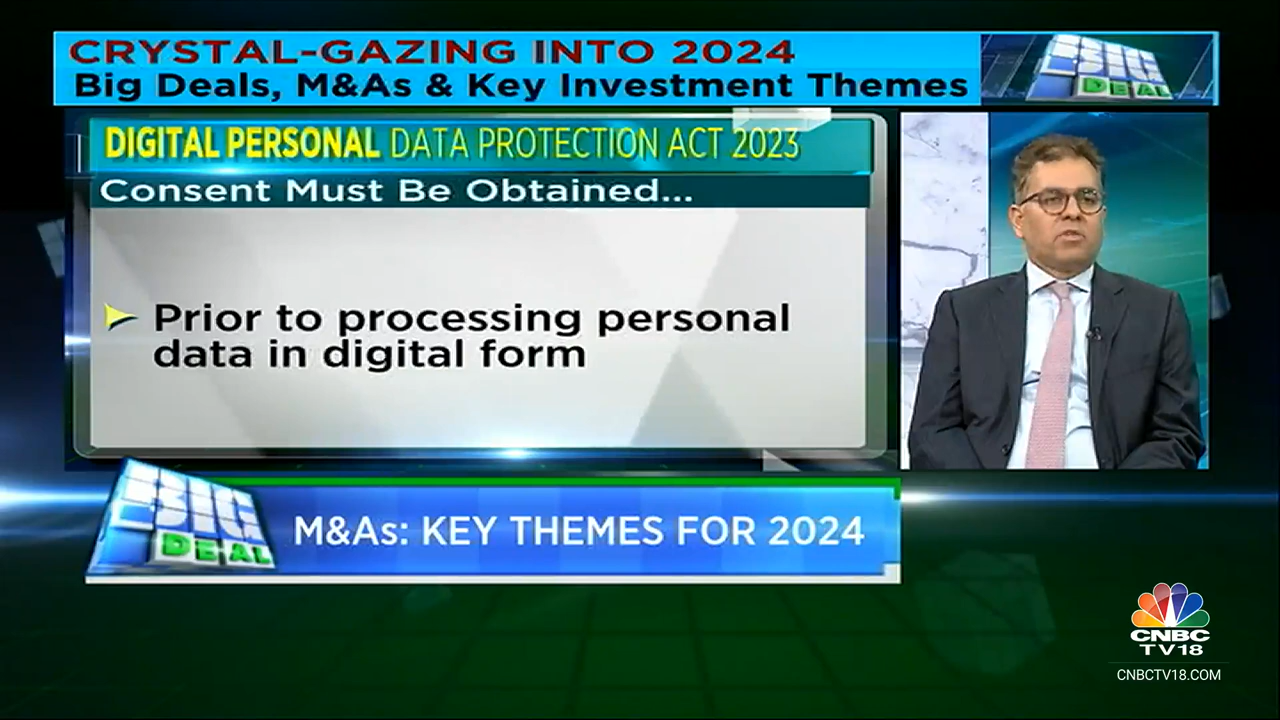 CRYSTAL-GAZING INTO 2024
Big Deals, M&As & Key Investment Themes
BIG
DEAL
DIGITAL PERSONAL DATA PROTECTION ACT 2023
Consent Must Be Obtained...
Prior to processing personal
data in digital form
BIG
DEAL
M&As: KEY THEMES FOR 2024
CNBC
TV18
CNBCTV18.COM